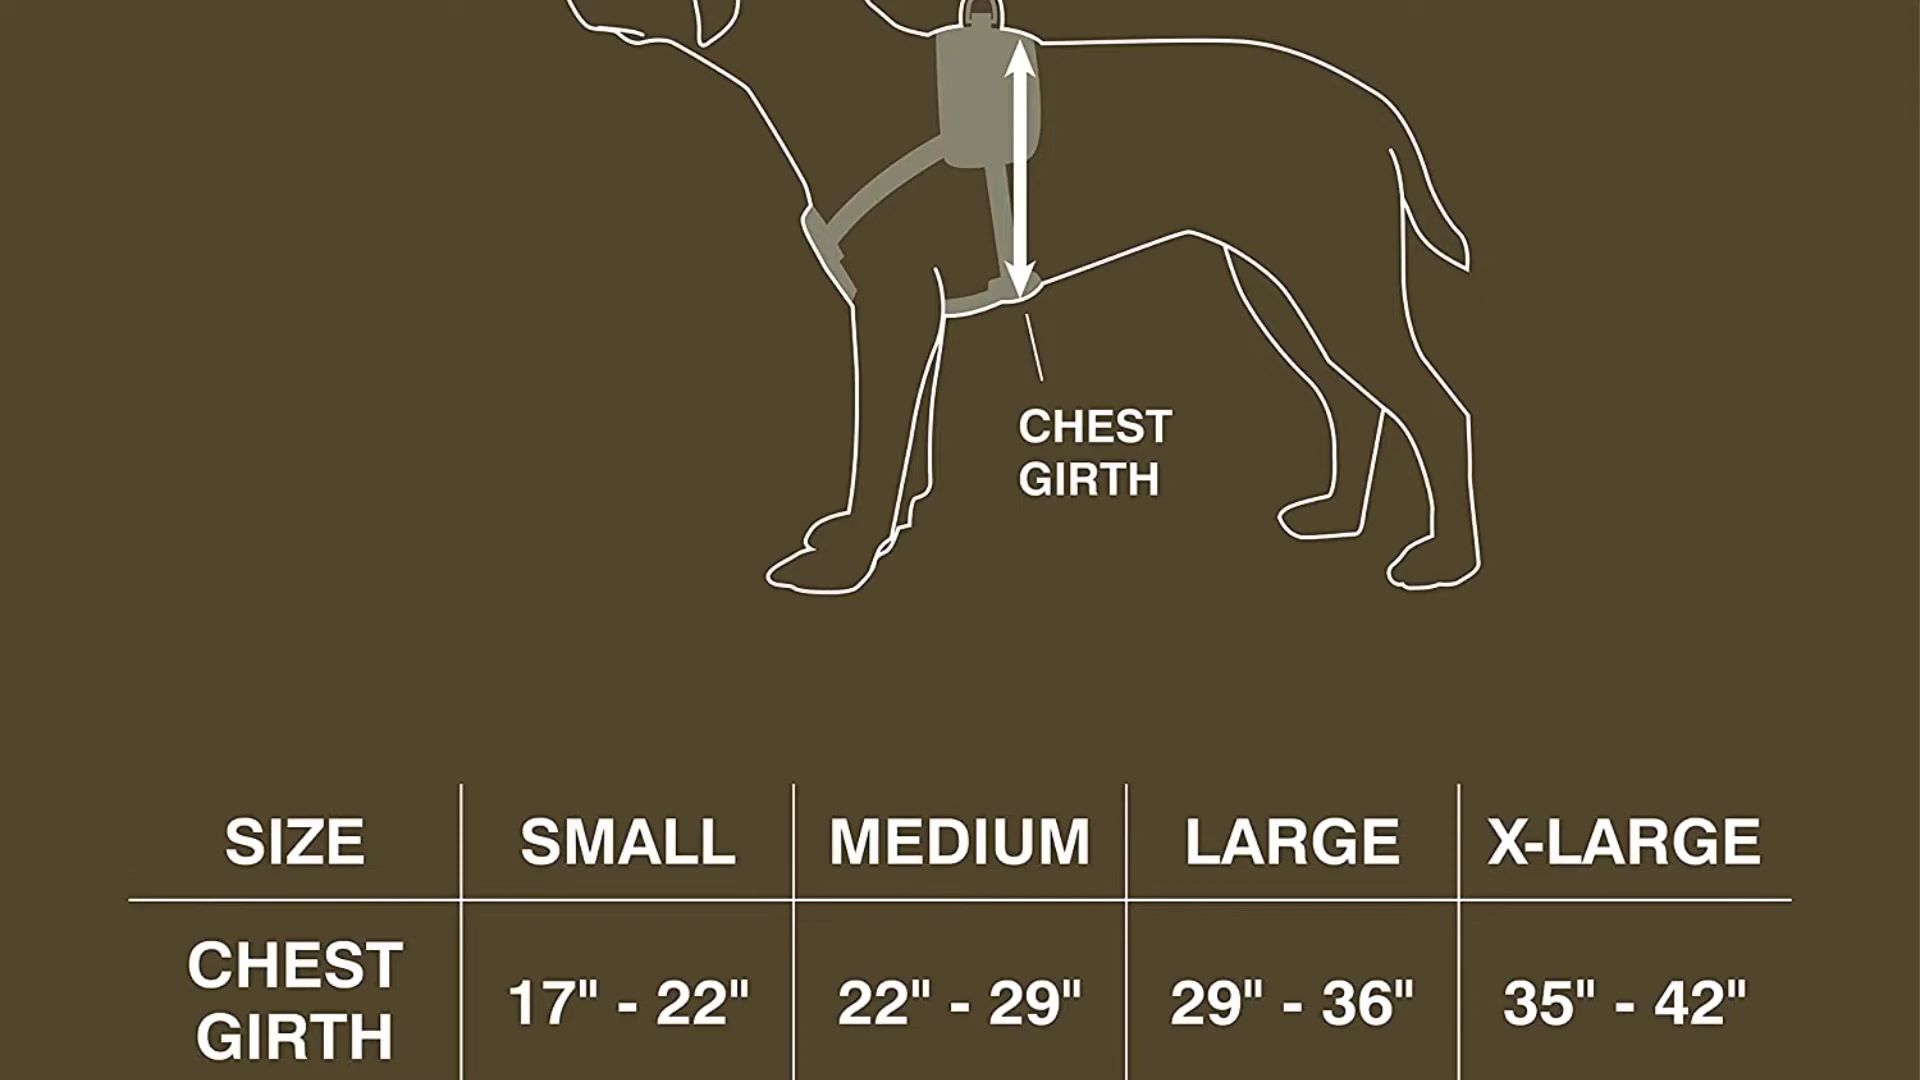 CHEST
GIRTH
SIZE SMALL MEDIUM LARGE X-LARGE
CHEST
GIRTH 17" - 22" 22" - 29" 29" - 36" 35" - 42"